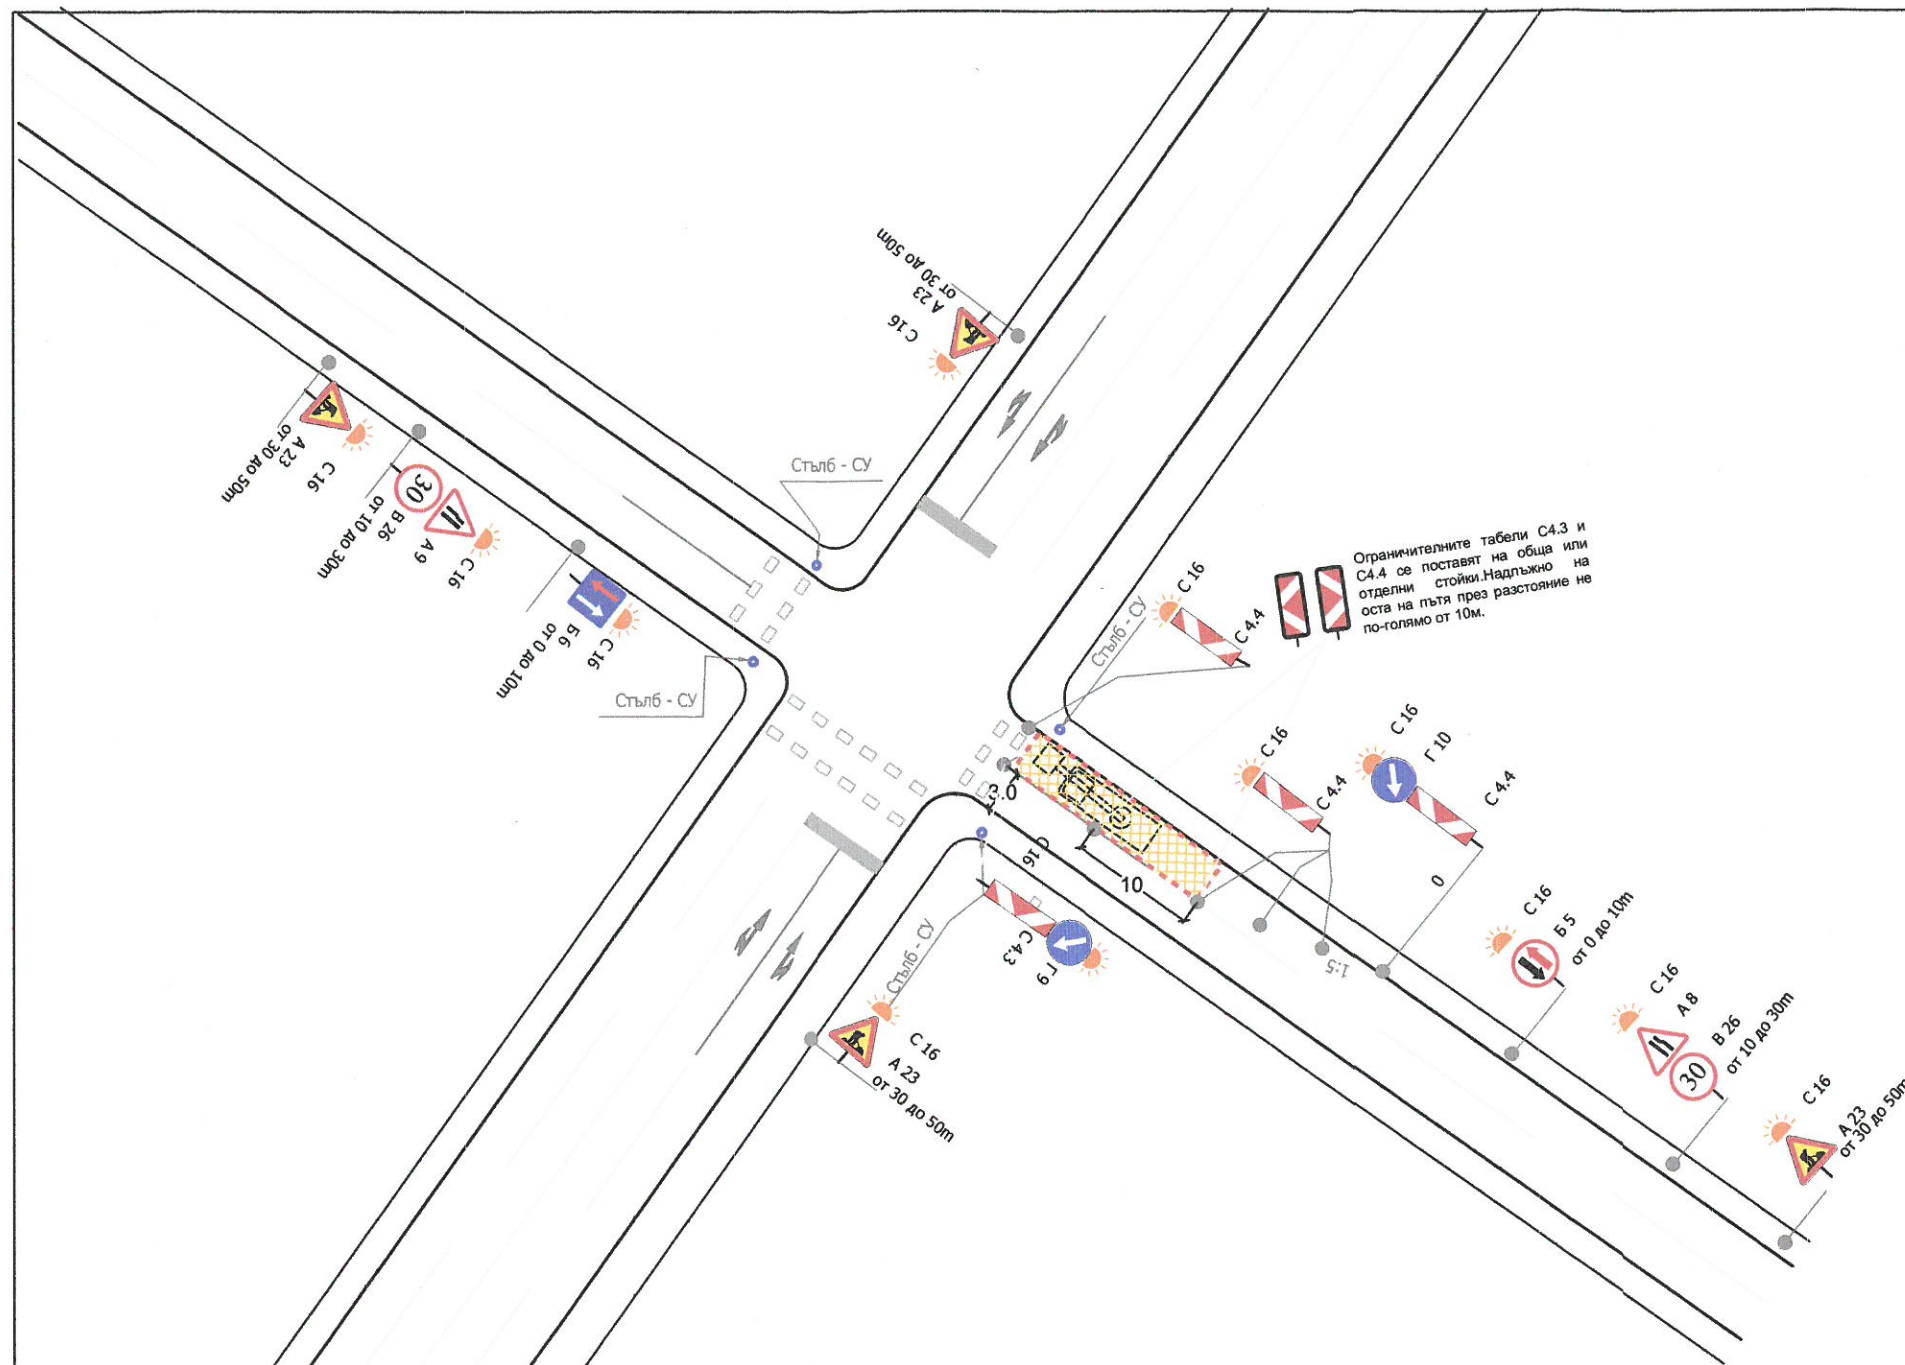 от 30 до 50m
А 23
С 16
А 23
от 30 до 50m
С 16
30
В 26
от 10 до 30m
А 9
С 16
Б 6
от 0 до 10m
С 16
Стълб - СУ
Стълб - СУ
Стълб - СУ
С 16
С 4.4
Ограничителните табели С4.3 и
С4.4 се поставят на обща или
отделни стойки.Надлъжно на
оста на пътя през разстояние не
по-голямо от 10м.
С 16
С 4.4
С 16
Г 10
С 4.4
3.0
10
0
1:5
С 16
С 4.3
Г 9
Стълб - СУ
С 16
А 23
от 30 до 50m
С 16
Б 5
от 0 до 10m
С 16
А 8
В 26
от 10 до 30m
30
С 16
А 23
от 30 до 50m